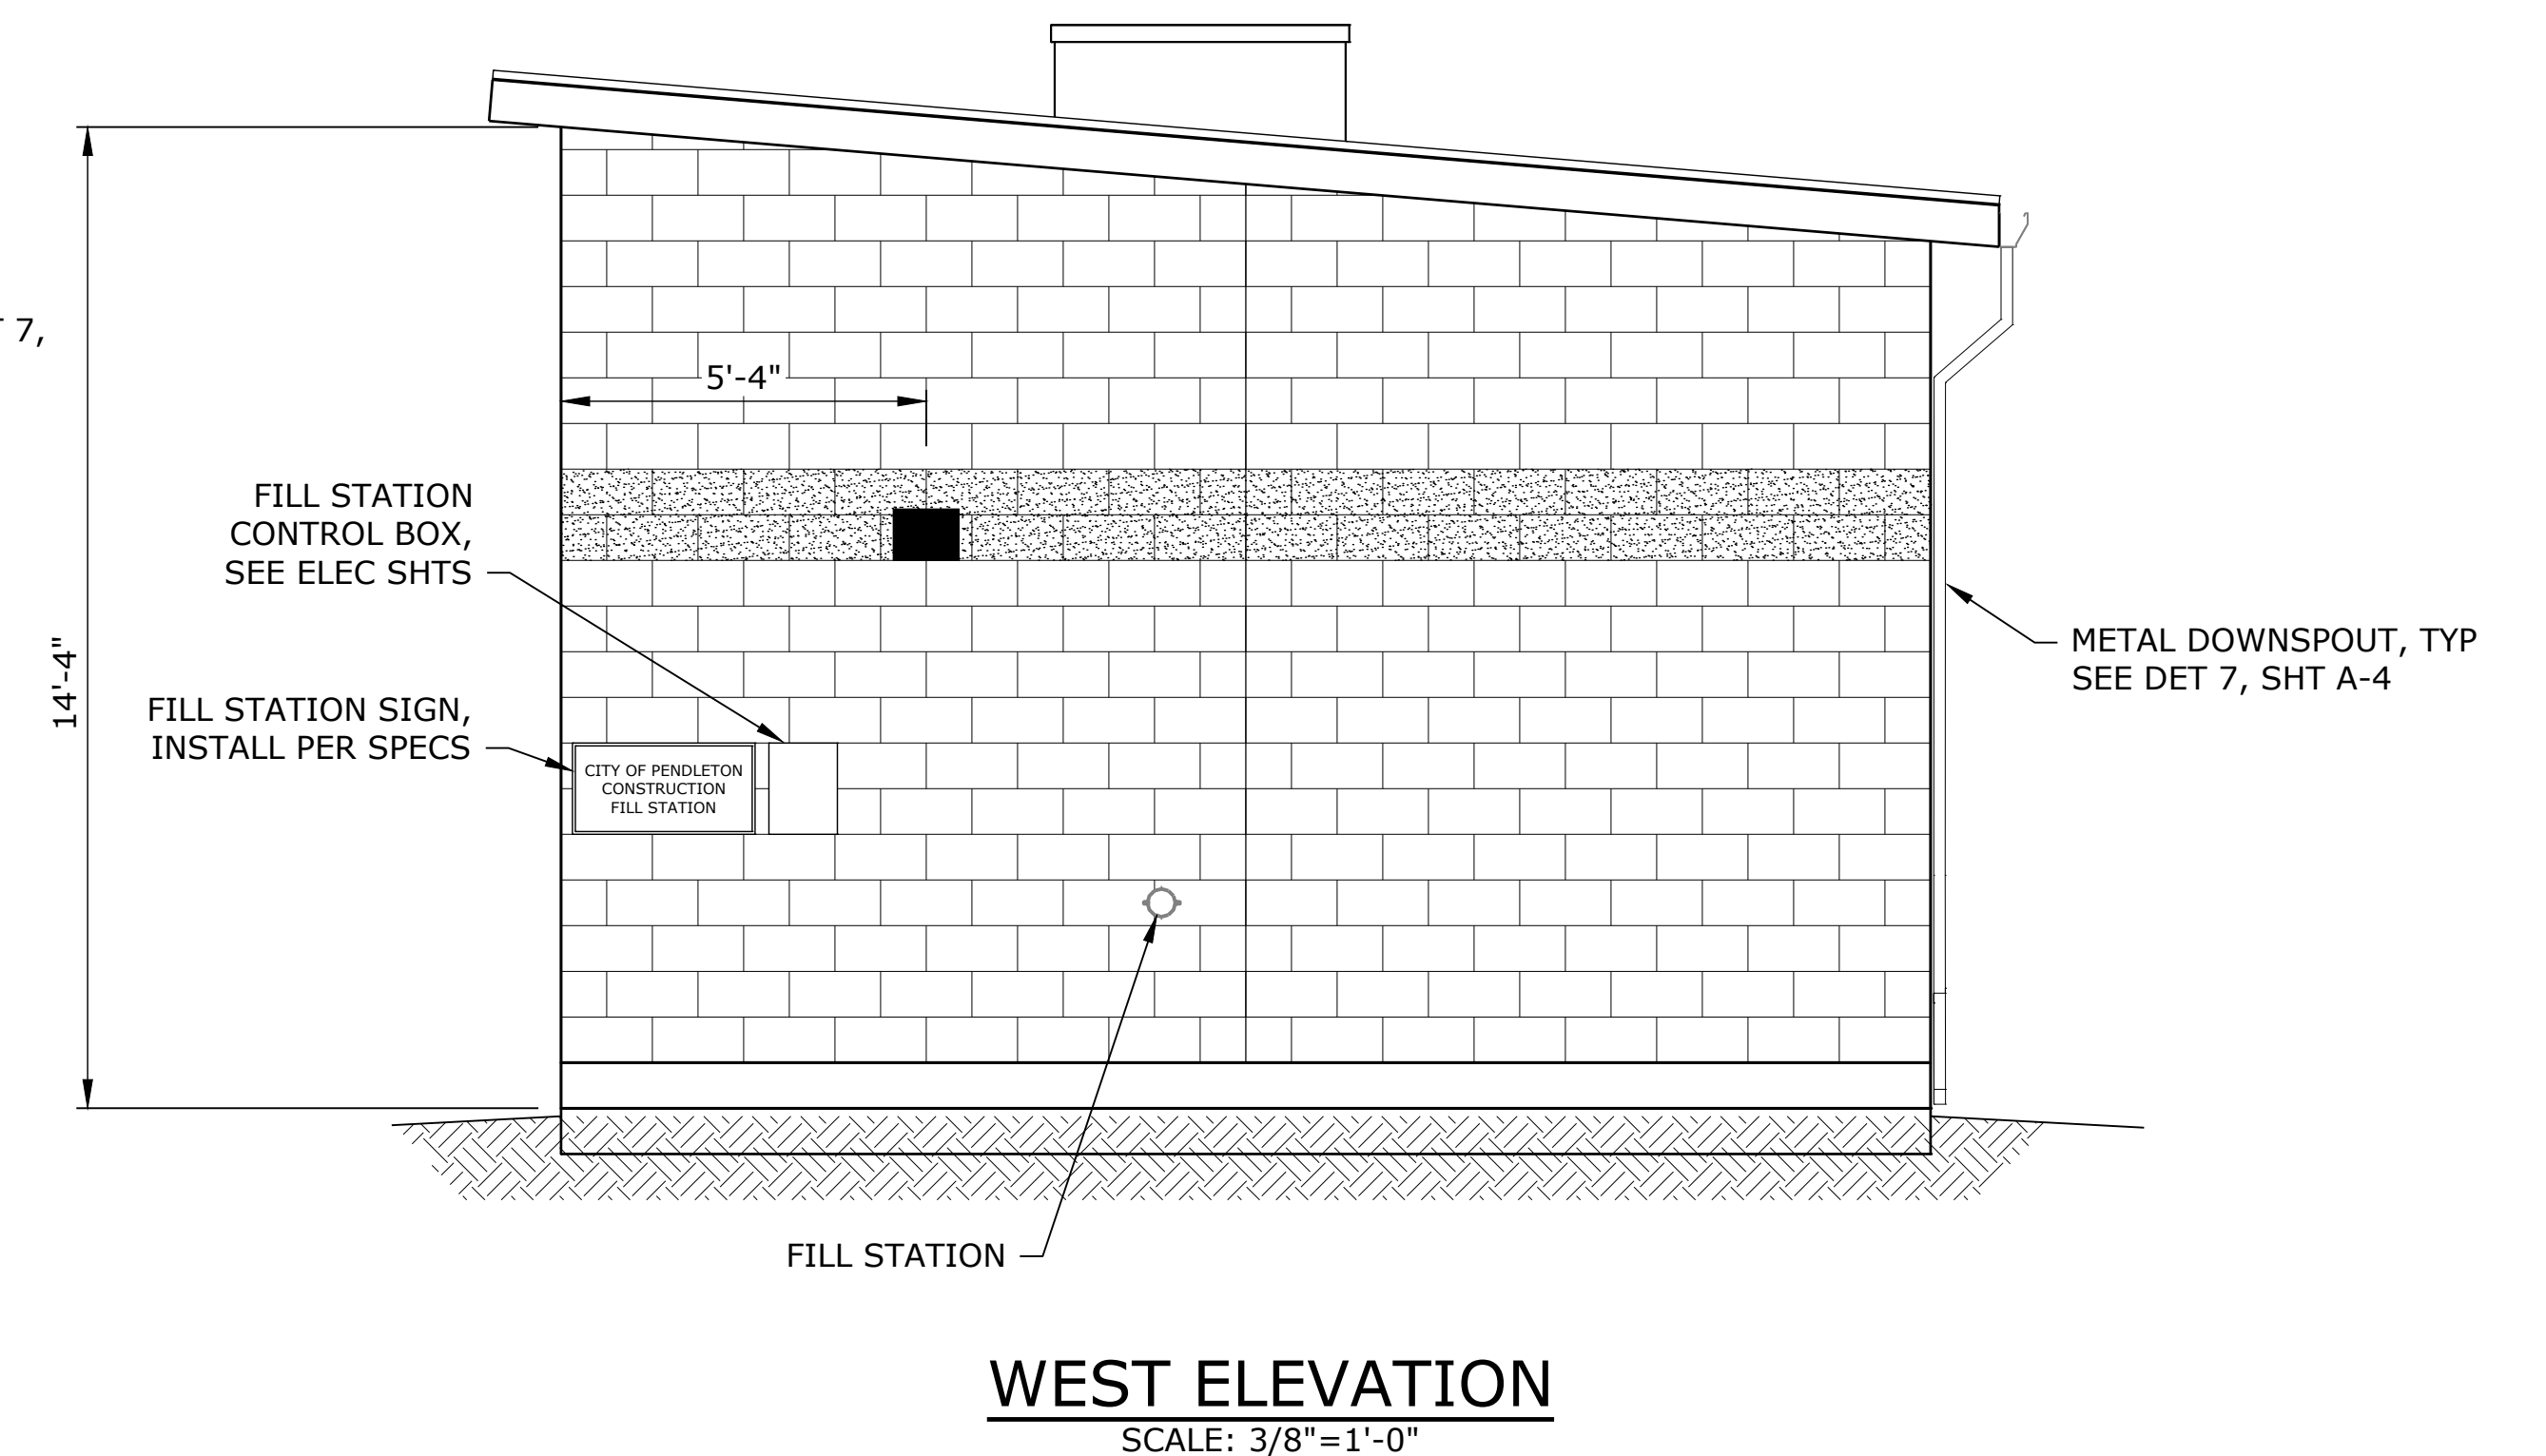 T 7,
5'-4"
14'-4"
FILL STATION
CONTROL BOX,
SEE ELEC SHTS
FILL STATION SIGN,
INSTALL PER SPECS
CITY OF PENDLETON
CONSTRUCTION
FILL STATION
METAL DOWNSPOUT, TYP
SEE DET 7, SHT A-4
FILL STATION
WEST ELEVATION
SCALE: 3/8"=1'-0"